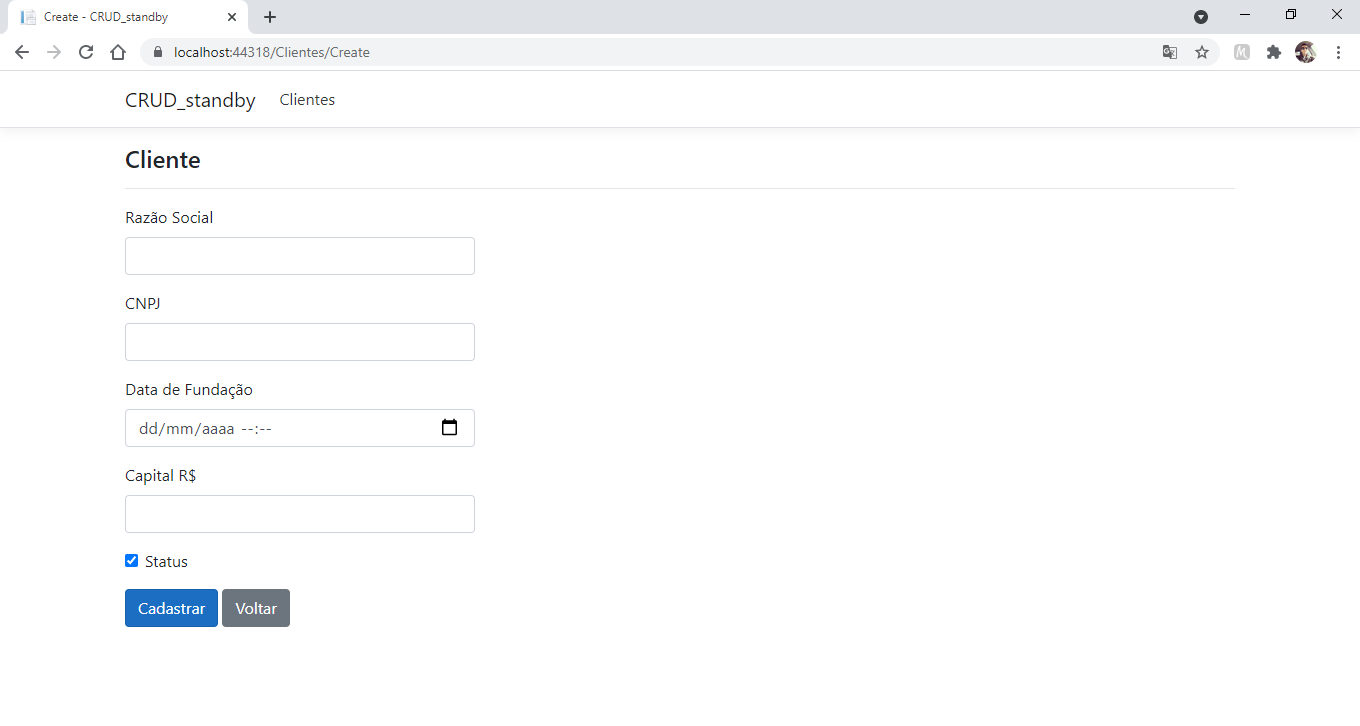 Create - CRUD_standby
localhost:44318/Clientes/Create
CRUD_standby Clientes
Cliente
Razão Social
CNPJ
Data de Fundação
dd/mm/aaaa --:--
Capital R$
Status
Cadastrar Voltar